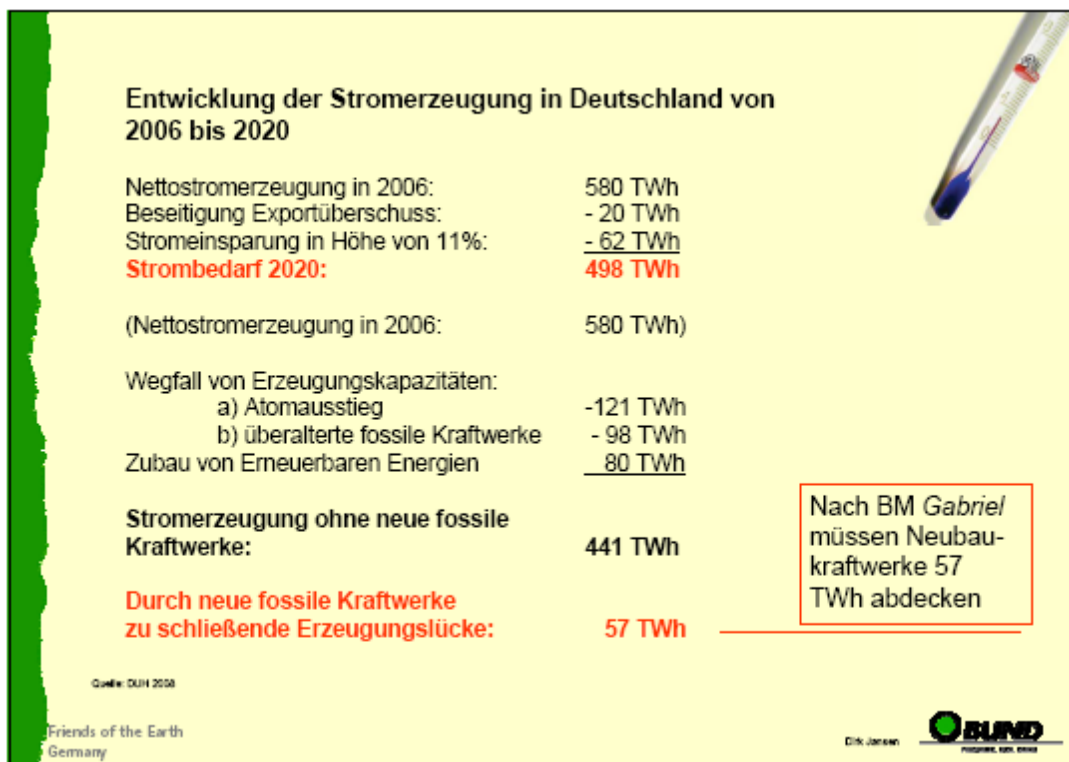 Entwicklung der Stromerzeugung in Deutschland von
2006 bis 2020
Nettostromerzeugung in 2006: 580 TWh
Beseitigung Exportüberschuss: - 20 TWh
Stromeinsparung in Höhe von 11%: - 62 TWh
Strombedarf 2020: 498 TWh
(Nettostromerzeugung in 2006: 580 TWh)
Wegfall von Erzeugungskapazitäten:
a) Atomausstieg -121 TWh
b) überalterte fossile Kraftwerke - 98 TWh
Zubau von Erneuerbaren Energien 80 TWh
Stromerzeugung ohne neue fossile
Kraftwerke: 441 TWh
Nach BM Gabriel
müssen Neubau-
kraftwerke 57
TWh abdecken
Durch neue fossile Kraftwerke
zu schließende Erzeugungslücke: 57 TWh
Quelle: DUH 2008
Friends of the Earth
Germany
Dirk Jansen
BUND